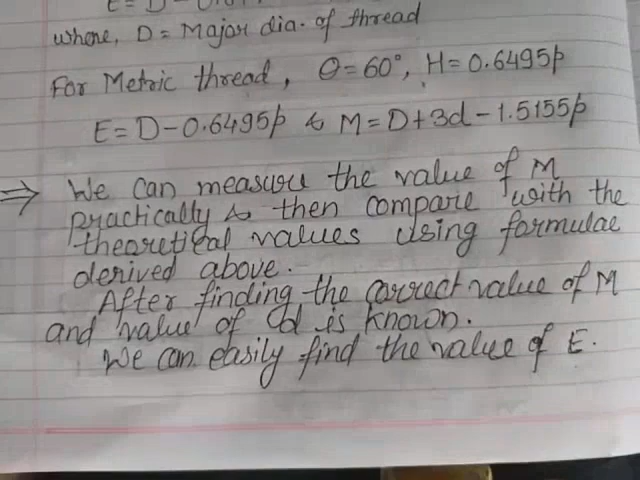 where, D = Major dia. of thread
For Metric thread, θ=60°, H=0.6495p
E=D-0.6495p & M=D+3d-1.5155p
⇒ We can measure the value of M
practically & then compare with the
theoretical values using formulae
derived above.
After finding the correct value of M
and value of d is known.
We can easily find the value of E.